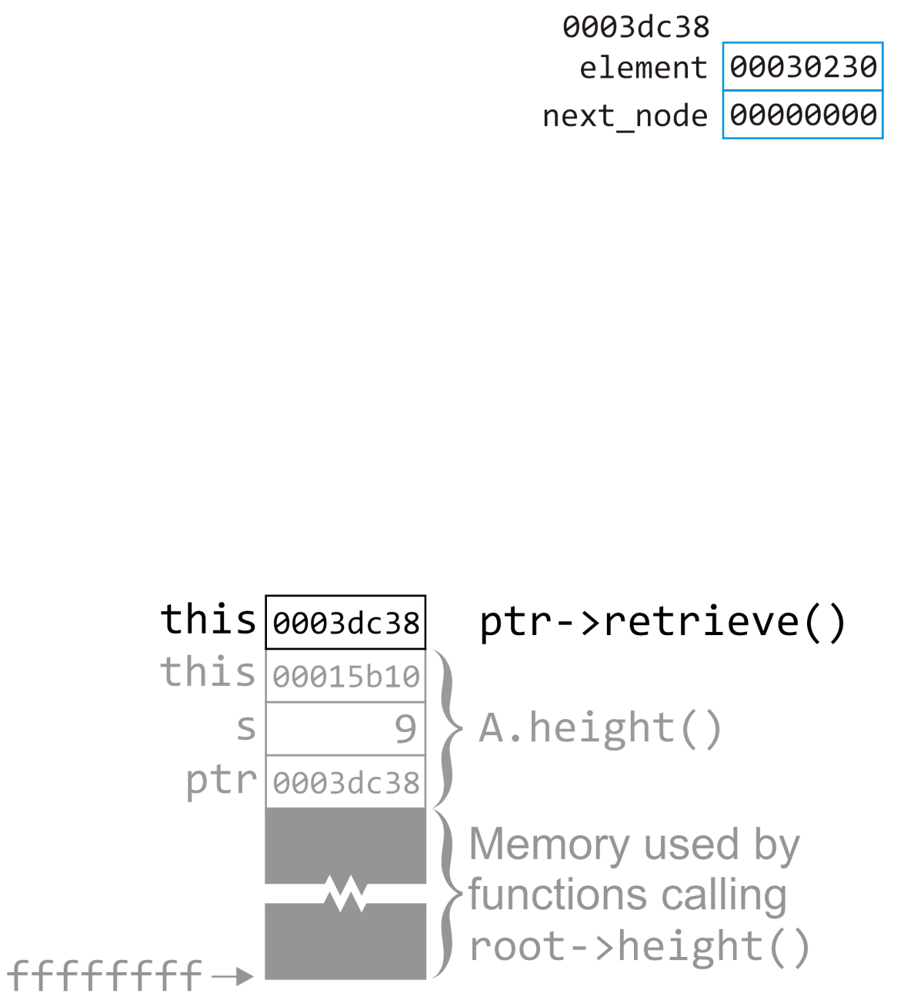 0003dc38
element 00030230
next_node 00000000
this 0003dc38 ptr->retrieve()
this 00015b10
s 9 A.height()
ptr 0003dc38
Memory used by
functions calling
root->height()
ffffffff